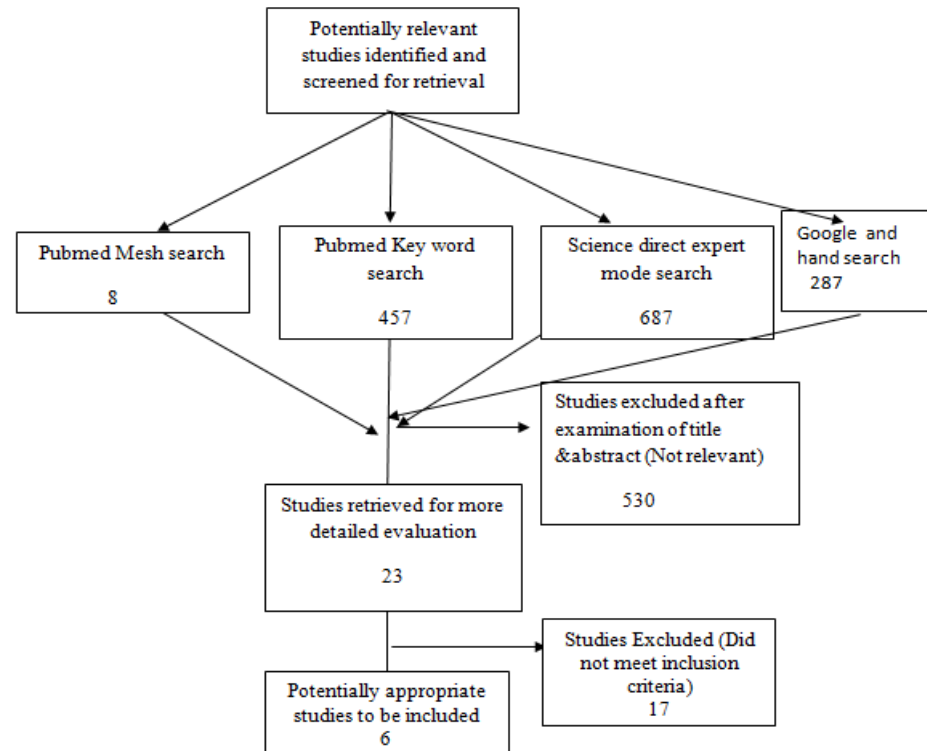 Potentially relevant
studies identified and
screened for retrieval
Pubmed Mesh search
8
Pubmed Key word
search
457
Science direct expert
mode search
687
Google and
hand search
287
Studies excluded after
examination of title
&abstract (Not relevant)
530
Studies retrieved for more
detailed evaluation
23
Studies Excluded (Did
not meet inclusion
criteria)
17
Potentially appropriate
studies to be included
6